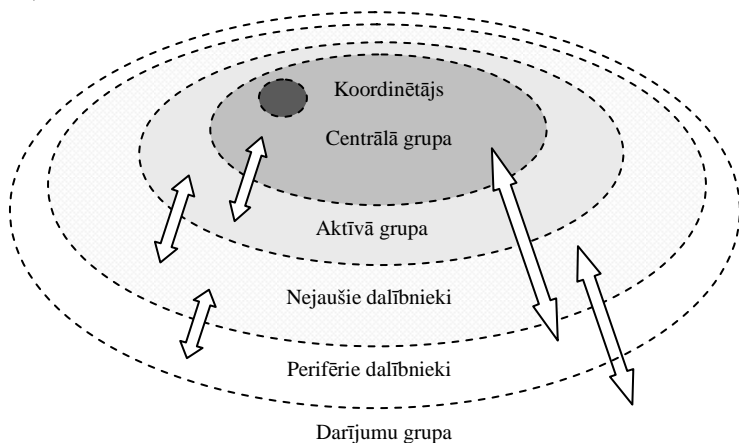 Koordinētājs
Centrālā grupa
Aktīvā grupa
Nejaušie dalībnieki
Perifērie dalībnieki
Darījumu grupa